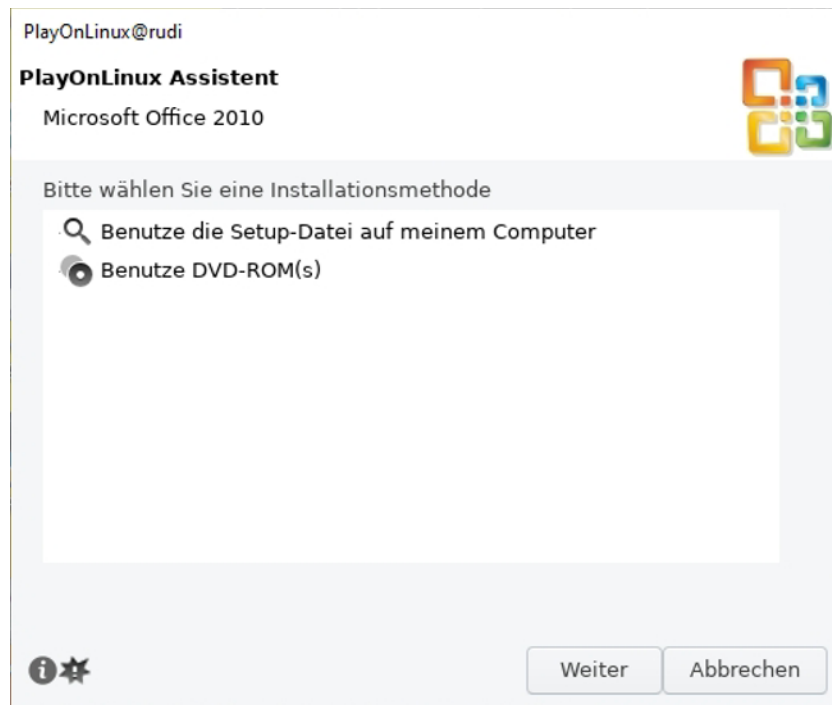 PlayOnLinux@rudi
PlayOnLinux Assistent
Microsoft Office 2010
Bitte wählen Sie eine Installationsmethode
Benutze die Setup-Datei auf meinem Computer
Benutze DVD-ROM(s)
Weiter
Abbrechen